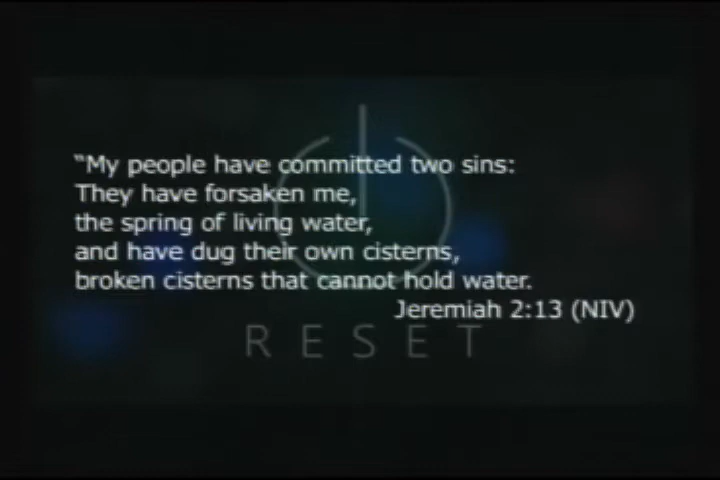 “My people have committed two sins:
They have forsaken me,
the spring of living water,
and have dug their own cisterns,
broken cisterns that cannot hold water.
Jeremiah 2:13 (NIV)
RESET